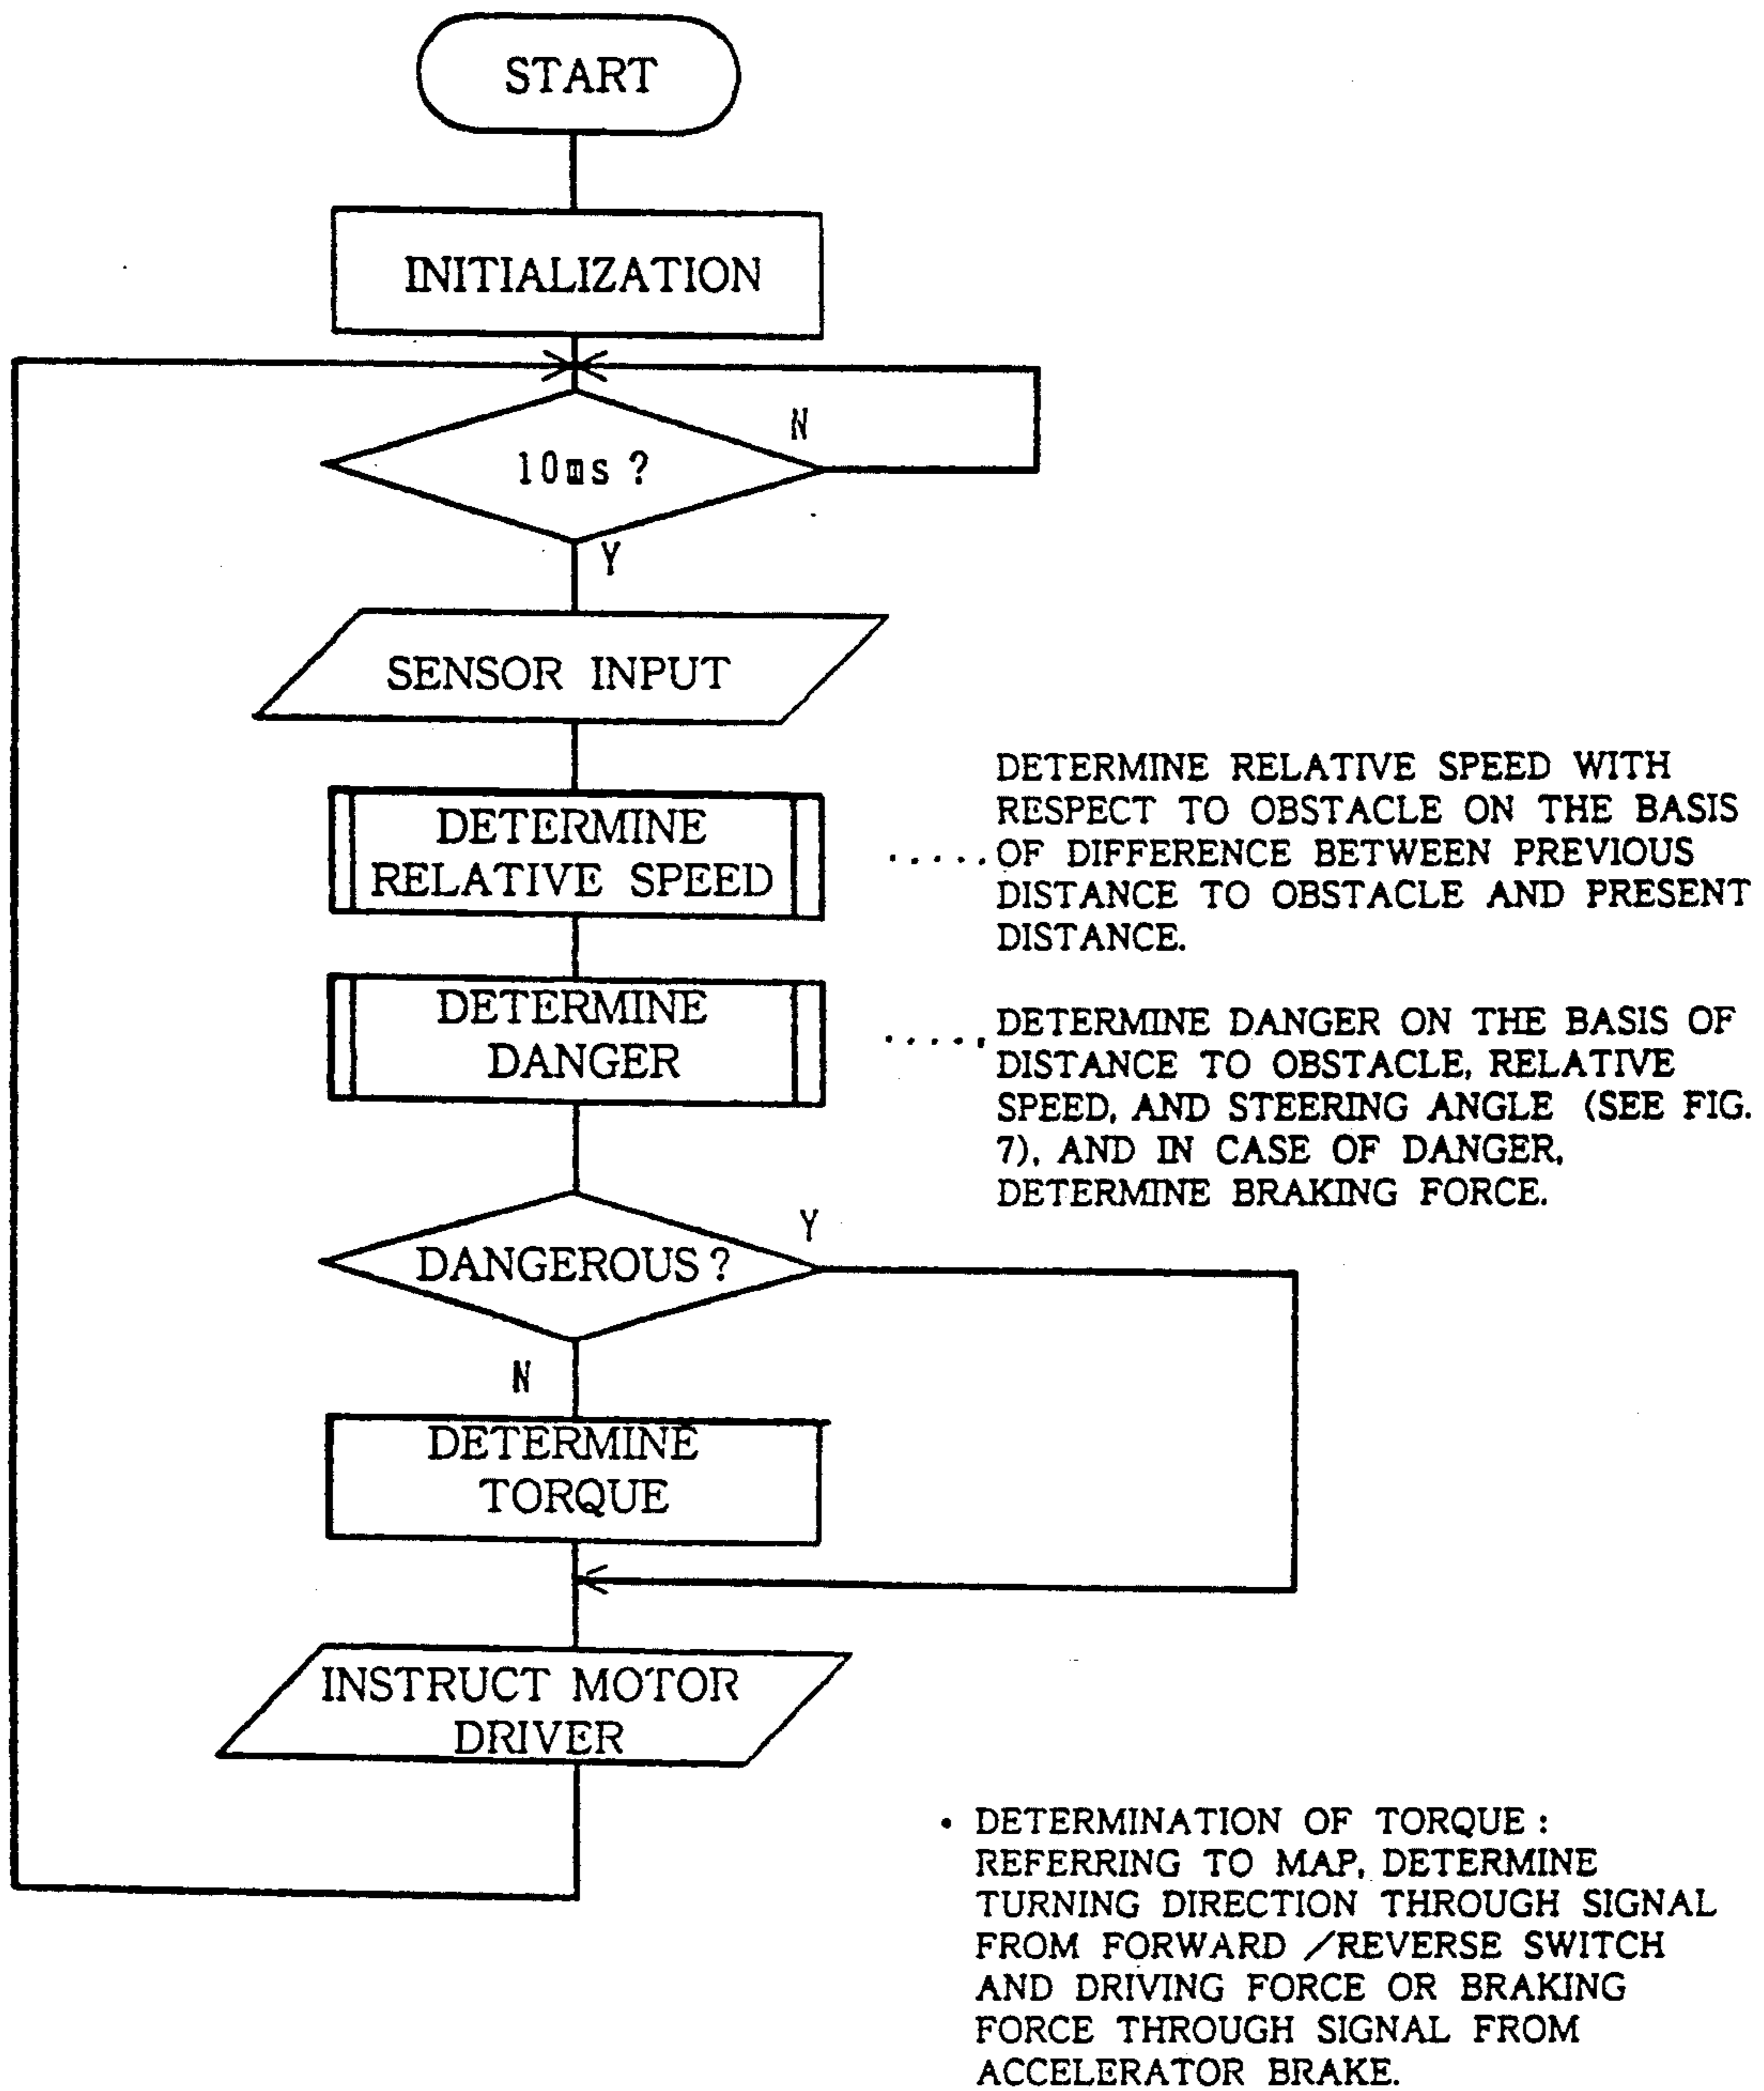 START
INITIALIZATION
N
10ms ?
Y
SENSOR INPUT
DETERMINE
RELATIVE SPEED
DETERMINE RELATIVE SPEED WITH
RESPECT TO OBSTACLE ON THE BASIS
.....OF DIFFERENCE BETWEEN PREVIOUS
DISTANCE TO OBSTACLE AND PRESENT
DISTANCE.
DETERMINE
DANGER
.....DETERMINE DANGER ON THE BASIS OF
DISTANCE TO OBSTACLE, RELATIVE
SPEED, AND STEERING ANGLE (SEE FIG.
7), AND IN CASE OF DANGER,
DETERMINE BRAKING FORCE.
Y
DANGEROUS ?
N
DETERMINE
TORQUE
INSTRUCT MOTOR
DRIVER
• DETERMINATION OF TORQUE :
REFERRING TO MAP, DETERMINE
TURNING DIRECTION THROUGH SIGNAL
FROM FORWARD /REVERSE SWITCH
AND DRIVING FORCE OR BRAKING
FORCE THROUGH SIGNAL FROM
ACCELERATOR BRAKE.